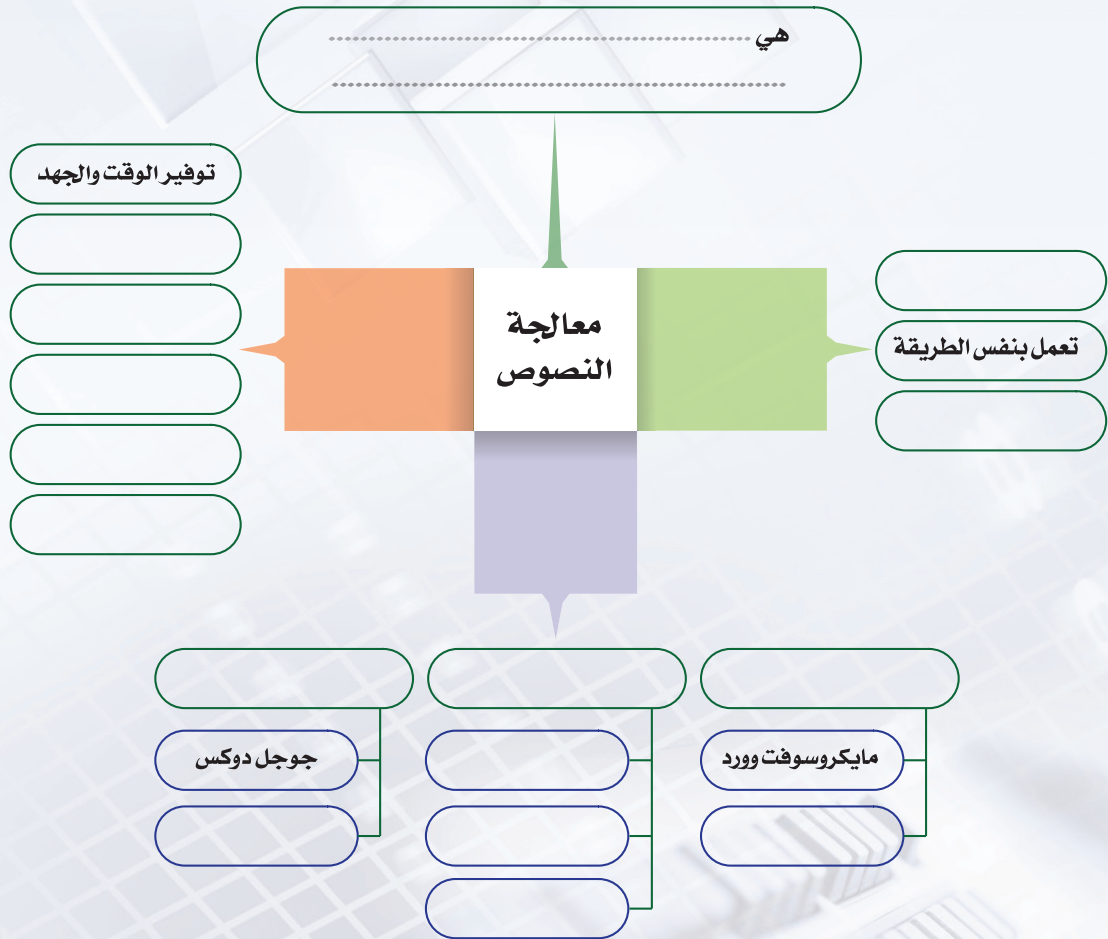 هي ............................................................
............................................................
توفير الوقت والجهد
معالجة
النصوص
تعمل بنفس الطريقة
مايكروسوفت وورد
جوجل دوكس